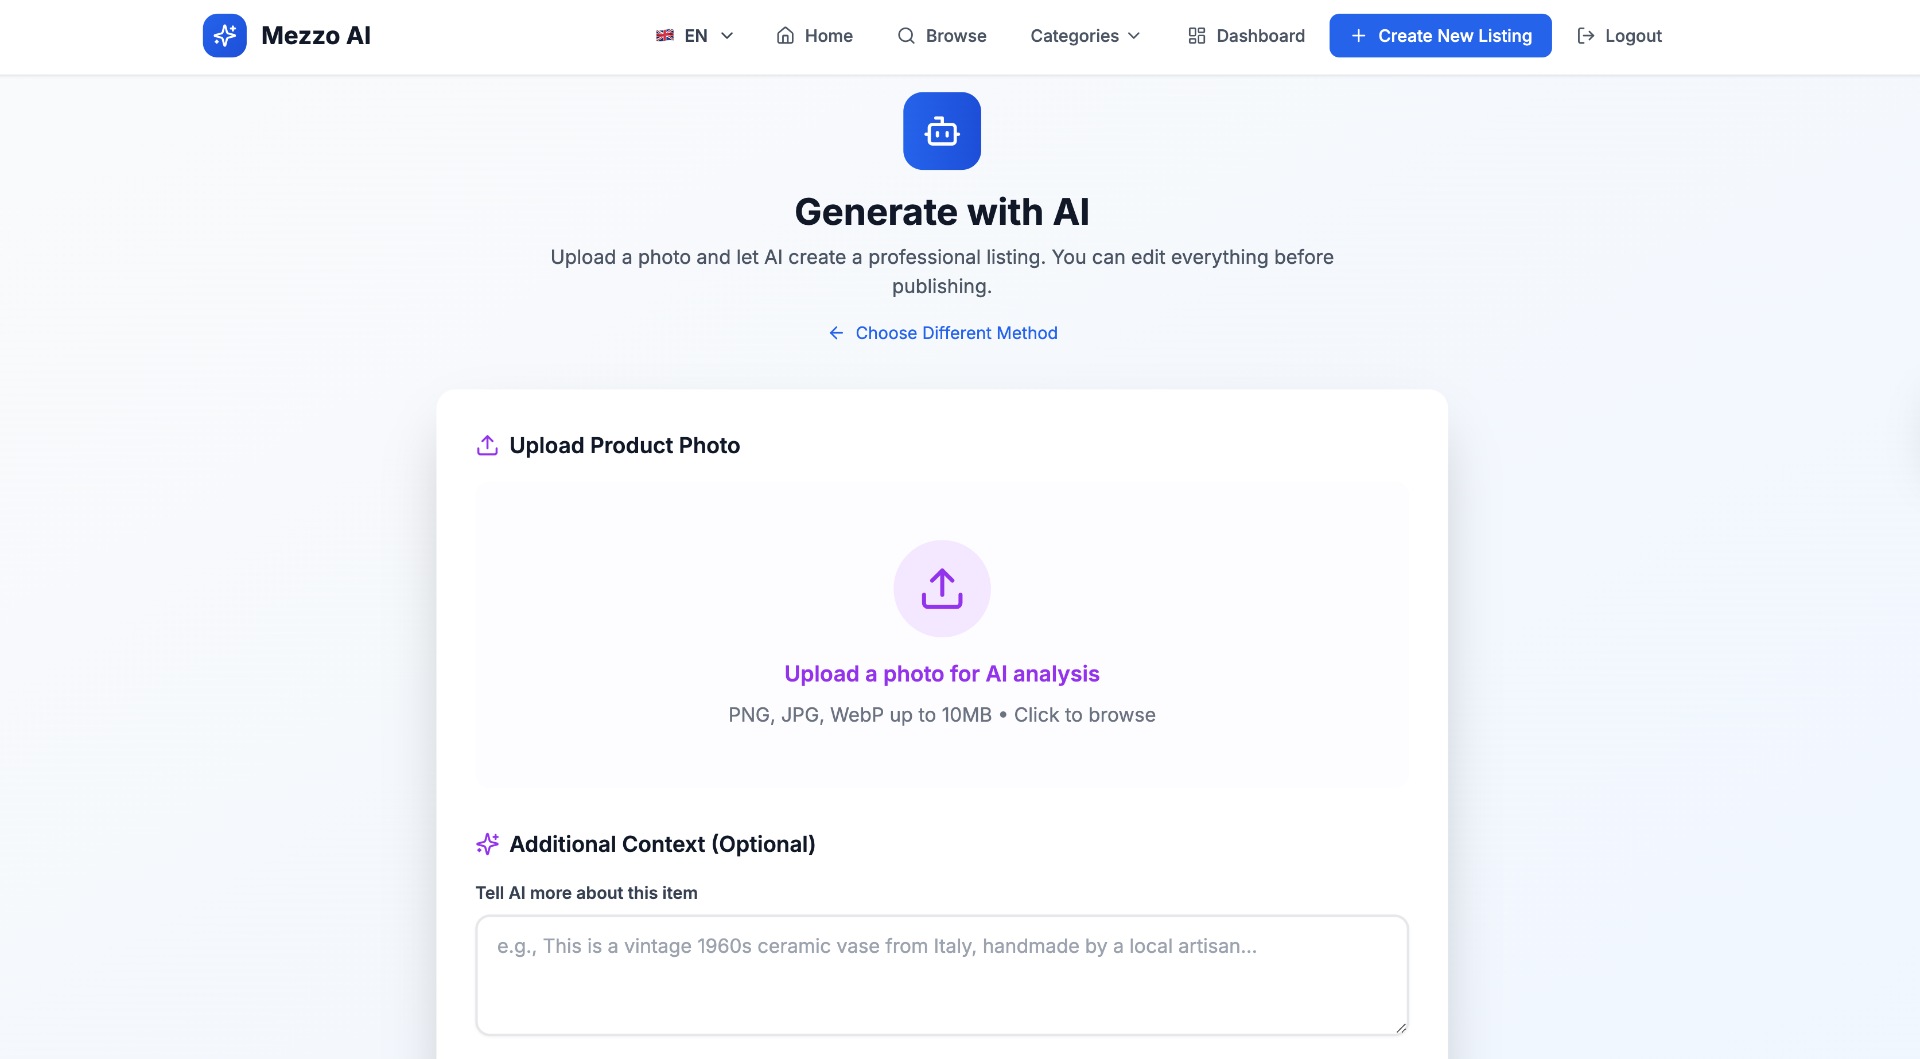 Mezzo AI
EN
Home
Browse
Categories
Dashboard
Create New Listing
Logout
Generate with AI
Upload a photo and let AI create a professional listing. You can edit everything before
publishing.
Choose Different Method
Upload Product Photo
Upload a photo for AI analysis
PNG, JPG, WebP up to 10MB • Click to browse
Additional Context (Optional)
Tell AI more about this item
e.g., This is a vintage 1960s ceramic vase from Italy, handmade by a local artisan...